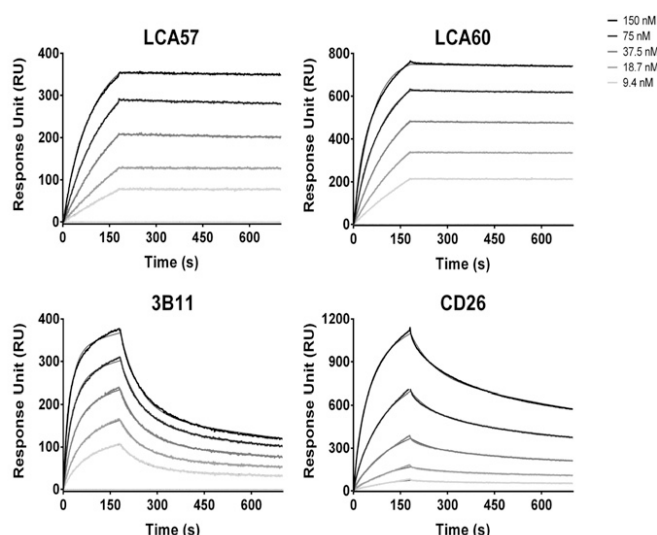 LCA57
LCA60
150 nM
75 nM
37.5 nM
18.7 nM
9.4 nM
Response Unit (RU)
400
300
200
100
0
0 150 300 450 600
Time (s)
Response Unit (RU)
800
600
400
200
0
0 150 300 450 600
Time (s)
3B11
CD26
Response Unit (RU)
400
300
200
100
0
0 150 300 450 600
Time (s)
Response Unit (RU)
1200
900
600
300
0
0 150 300 450 600
Time (s)